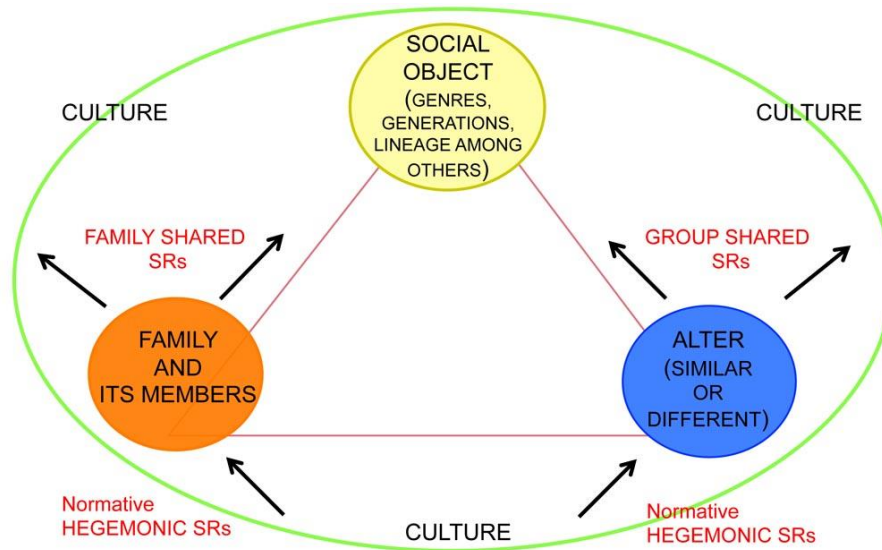 SOCIAL
OBJECT
(GENRES,
GENERATIONS,
LINEAGE AMONG
OTHERS)
CULTURE
CULTURE
FAMILY SHARED
SRs
GROUP SHARED
SRs
FAMILY
AND
ITS MEMBERS
ALTER
(SIMILAR
OR
DIFFERENT)
Normative
HEGEMONIC SRs
CULTURE
Normative
HEGEMONIC SRs